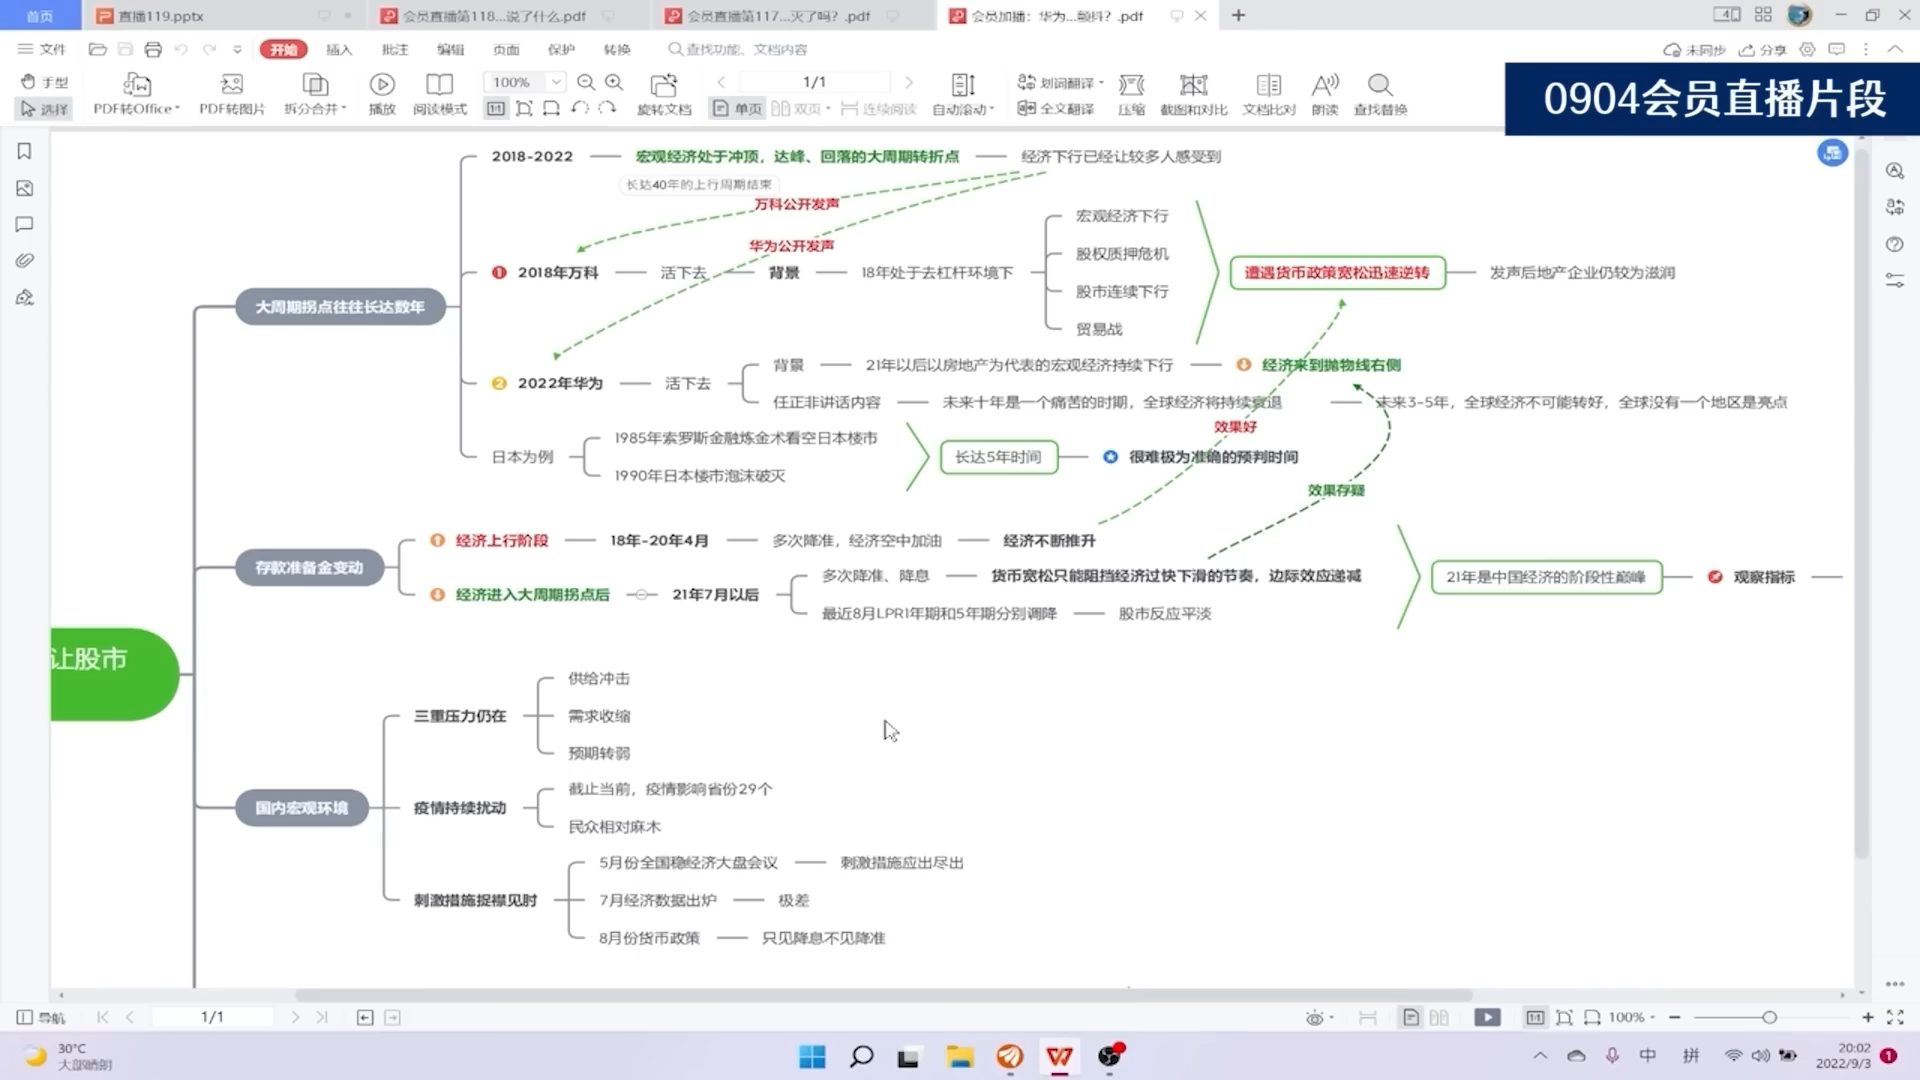 首页
直播119.pptx
会员直播第118...说了什么.pdf
会员直播第117...灭了吗？.pdf
会员加播：华为...颤抖？.pdf
文件
开始
插入
批注
编辑
页面
保护
转换
查找功能、文档内容
未同步
分享
手型
选择
PDF转Office
PDF转图片
拆分合并
播放
阅读模式
100%
旋转文档
1/1
单页
双页
连续阅读
自动滚动
划词翻译
全文翻译
压缩
截图和对比
文档比对
朗读
查找替换
0904会员直播片段
2018-2022
宏观经济处于冲顶，达峰、回落的大周期转折点
经济下行已经让较多人感受到
长达40年的上行周期结束
万科公开发声
华为公开发声
大周期拐点往往长达数年
1
2018年万科
活下去
背景
18年处于去杠杆环境下
宏观经济下行
股权质押危机
股市连续下行
贸易战
遭遇货币政策宽松迅速逆转
发声后地产企业仍较为滋润
2
2022年华为
活下去
背景
21年以后以房地产为代表的宏观经济持续下行
经济来到抛物线右侧
任正非讲话内容
未来十年是一个痛苦的时期，全球经济将持续衰退
未来3-5年，全球经济不可能转好，全球没有一个地区是亮点
效果好
日本为例
1985年索罗斯金融炼金术看空日本楼市
1990年日本楼市泡沫破灭
长达5年时间
很难极为准确的预判时间
效果存疑
存款准备金变动
经济上行阶段
18年-20年4月
多次降准，经济空中加油
经济不断推升
经济进入大周期拐点后
21年7月以后
多次降准、降息
货币宽松只能阻挡经济过快下滑的节奏，边际效应递减
最近8月LPR1年期和5年期分别调降
股市反应平淡
21年是中国经济的阶段性巅峰
观察指标
让股市
国内宏观环境
三重压力仍在
供给冲击
需求收缩
预期转弱
疫情持续扰动
截止当前，疫情影响省份29个
民众相对麻木
刺激措施捉襟见肘
5月份全国稳经济大盘会议
刺激措施应出尽出
7月经济数据出炉
极差
8月份货币政策
只见降息不见降准
导航
1/1
100%
30°C
大部晴朗
中
拼
20:02
2022/9/3
1